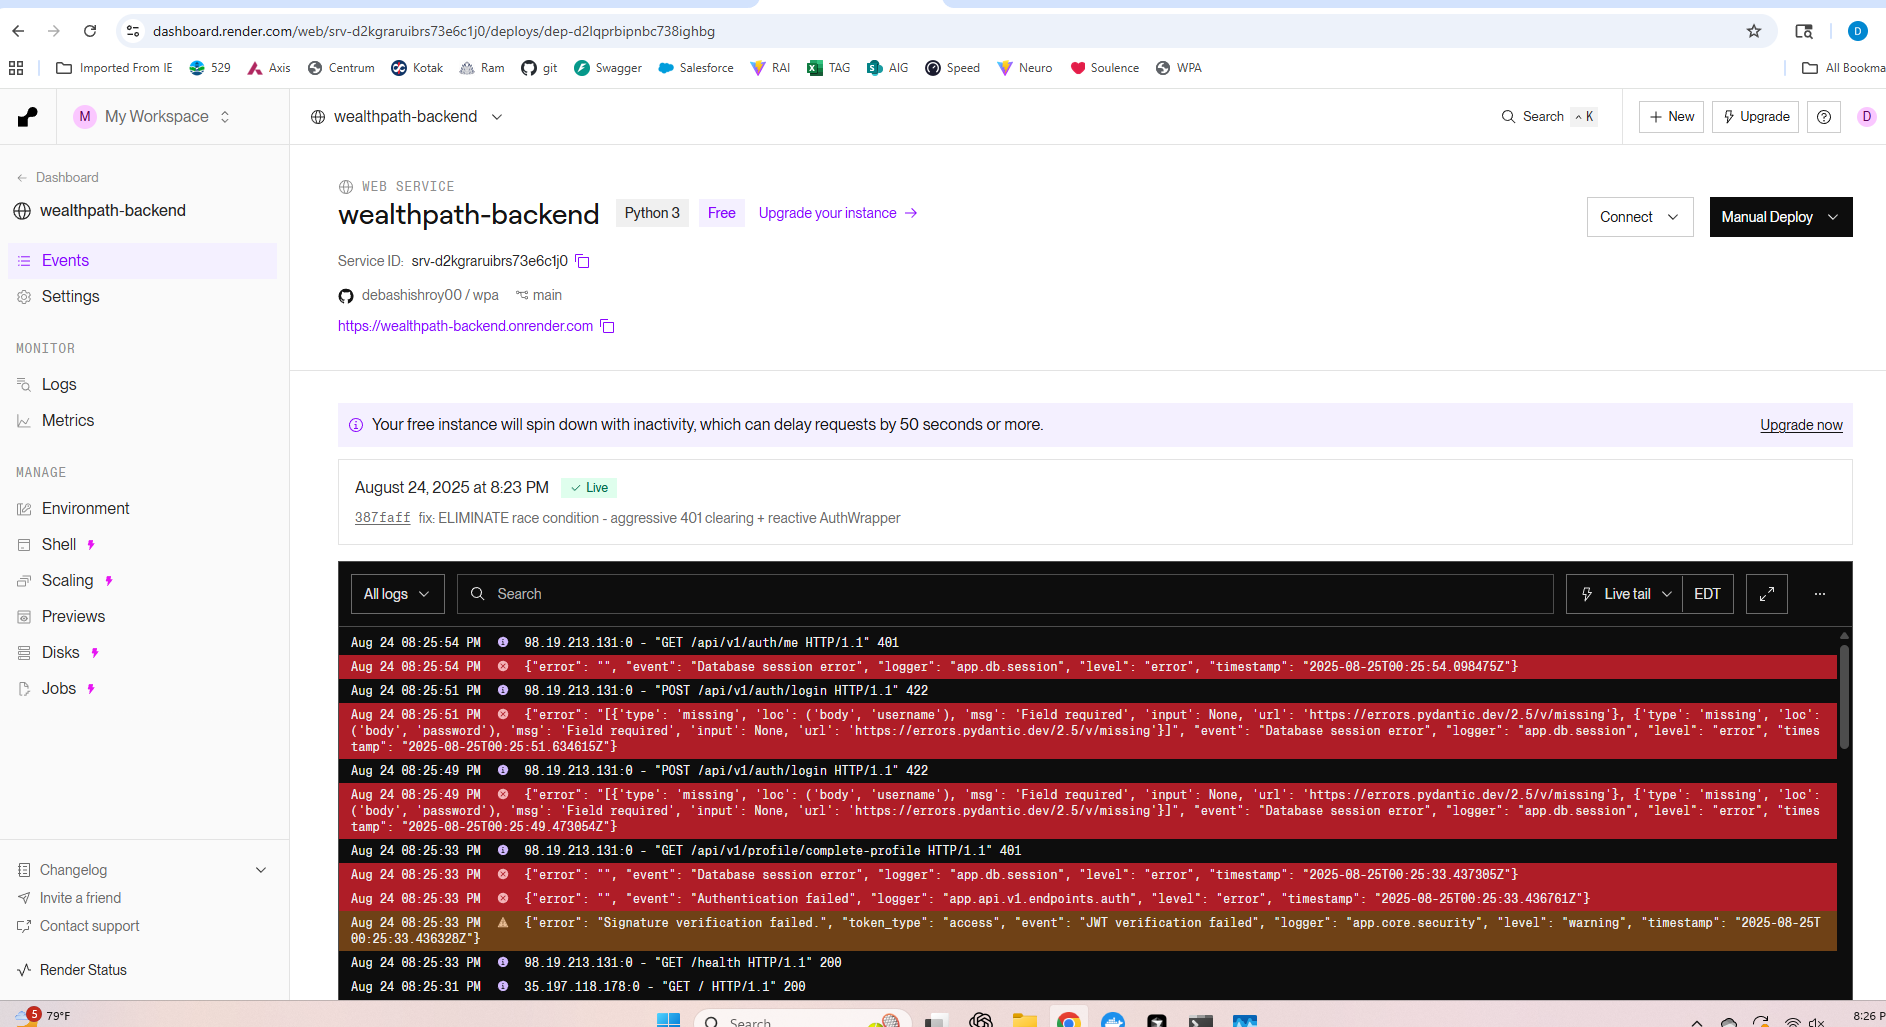 dashboard.render.com/web/srv-d2kgraruibrs73e6c1j0/deploys/dep-d2lqprbipnbc738ighbg
D
Imported From IE
529
Axis
Centrum
Kotak
Ram
git
Swagger
Salesforce
RAI
TAG
AIG
Speed
Neuro
Soulence
WPA
All Bookma
M My Workspace
wealthpath-backend
Search ^ K
+ New
Upgrade
D
← Dashboard
wealthpath-backend
Events
Settings
MONITOR
Logs
Metrics
MANAGE
Environment
Shell
Scaling
Previews
Disks
Jobs
Changelog
Invite a friend
Contact support
Render Status
WEB SERVICE
wealthpath-backend Python 3 Free Upgrade your instance →
Connect
Manual Deploy
Service ID: srv-d2kgraruibrs73e6c1j0
debashishroy00 / wpa main
https://wealthpath-backend.onrender.com
Your free instance will spin down with inactivity, which can delay requests by 50 seconds or more.
Upgrade now
August 24, 2025 at 8:23 PM ✓ Live
387faff fix: ELIMINATE race condition - aggressive 401 clearing + reactive AuthWrapper
All logs
Search
Live tail
EDT
...
Aug 24 08:25:54 PM 98.19.213.131:0 - "GET /api/v1/auth/me HTTP/1.1" 401
Aug 24 08:25:54 PM {"error": "", "event": "Database session error", "logger": "app.db.session", "level": "error", "timestamp": "2025-08-25T00:25:54.098475Z"}
Aug 24 08:25:51 PM 98.19.213.131:0 - "POST /api/v1/auth/login HTTP/1.1" 422
Aug 24 08:25:51 PM {"error": "[{'type': 'missing', 'loc': ('body', 'username'), 'msg': 'Field required', 'input': None, 'url': 'https://errors.pydantic.dev/2.5/v/missing'}, {'type': 'missing', 'loc':
('body', 'password'), 'msg': 'Field required', 'input': None, 'url': 'https://errors.pydantic.dev/2.5/v/missing'}]", "event": "Database session error", "logger": "app.db.session", "level": "error", "times
tamp": "2025-08-25T00:25:51.634615Z"}
Aug 24 08:25:49 PM 98.19.213.131:0 - "POST /api/v1/auth/login HTTP/1.1" 422
Aug 24 08:25:49 PM {"error": "[{'type': 'missing', 'loc': ('body', 'username'), 'msg': 'Field required', 'input': None, 'url': 'https://errors.pydantic.dev/2.5/v/missing'}, {'type': 'missing', 'loc':
('body', 'password'), 'msg': 'Field required', 'input': None, 'url': 'https://errors.pydantic.dev/2.5/v/missing'}]", "event": "Database session error", "logger": "app.db.session", "level": "error", "times
tamp": "2025-08-25T00:25:49.473054Z"}
Aug 24 08:25:33 PM 98.19.213.131:0 - "GET /api/v1/profile/complete-profile HTTP/1.1" 401
Aug 24 08:25:33 PM {"error": "", "event": "Database session error", "logger": "app.db.session", "level": "error", "timestamp": "2025-08-25T00:25:33.437305Z"}
Aug 24 08:25:33 PM {"error": "", "event": "Authentication failed", "logger": "app.api.v1.endpoints.auth", "level": "error", "timestamp": "2025-08-25T00:25:33.436761Z"}
Aug 24 08:25:33 PM {"error": "Signature verification failed.", "token_type": "access", "event": "JWT verification failed", "logger": "app.core.security", "level": "warning", "timestamp": "2025-08-25T
00:25:33.436328Z"}
Aug 24 08:25:33 PM 98.19.213.131:0 - "GET /health HTTP/1.1" 200
Aug 24 08:25:31 PM 35.197.118.178:0 - "GET / HTTP/1.1" 200
5 79°F
Search
8:26 P